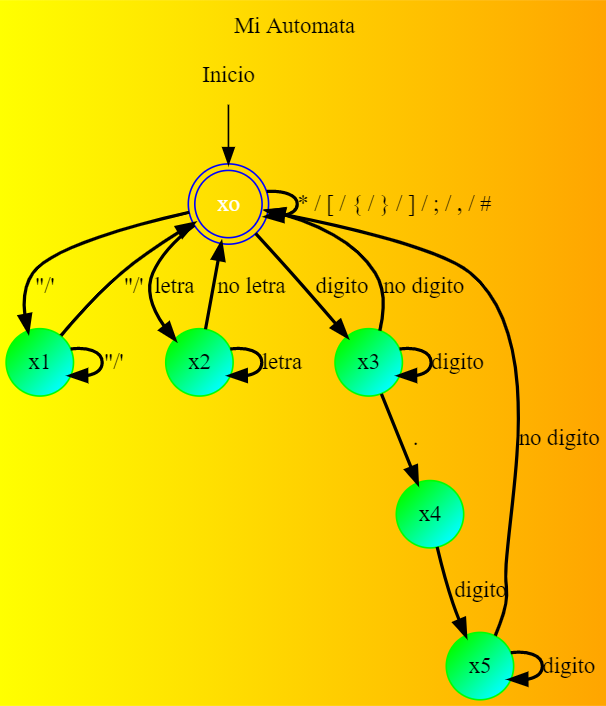 Mi Automata
Inicio
xo
* / [ / { / } / ] / ; / , / #
"/'
"/'
letra
no letra
digito
no digito
x1
"/'
x2
letra
x3
digito
.
no digito
x4
digito
x5
digito